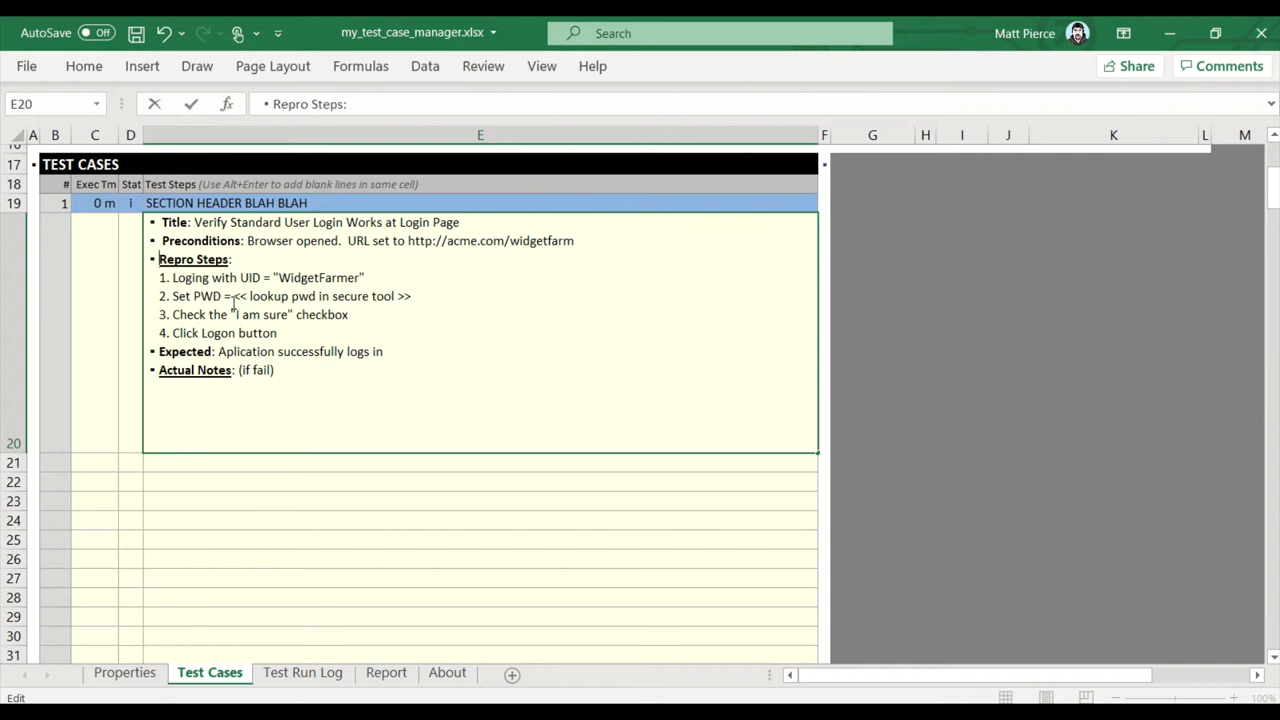 AutoSave Off my_test_case_manager.xlsx Search Matt Pierce
File Home Insert Draw Page Layout Formulas Data Review View Help Share Comments
E20 fx ▪ Repro Steps:
A B C D E F G H I J K L M
17 TEST CASES
18 # Exec Tm Stat Test Steps (Use Alt+Enter to add blank lines in same cell)
19 1 0 m i SECTION HEADER BLAH BLAH
▪ Title: Verify Standard User Login Works at Login Page
▪ Preconditions: Browser opened. URL set to http://acme.com/widgetfarm
▪ Repro Steps:
1. Loging with UID = "WidgetFarmer"
2. Set PWD = << lookup pwd in secure tool >>
3. Check the "I am sure" checkbox
4. Click Logon button
▪ Expected: Aplication successfully logs in
▪ Actual Notes: (if fail)
20
21
22
23
24
25
26
27
28
29
30
31
Properties Test Cases Test Run Log Report About
Edit 100%